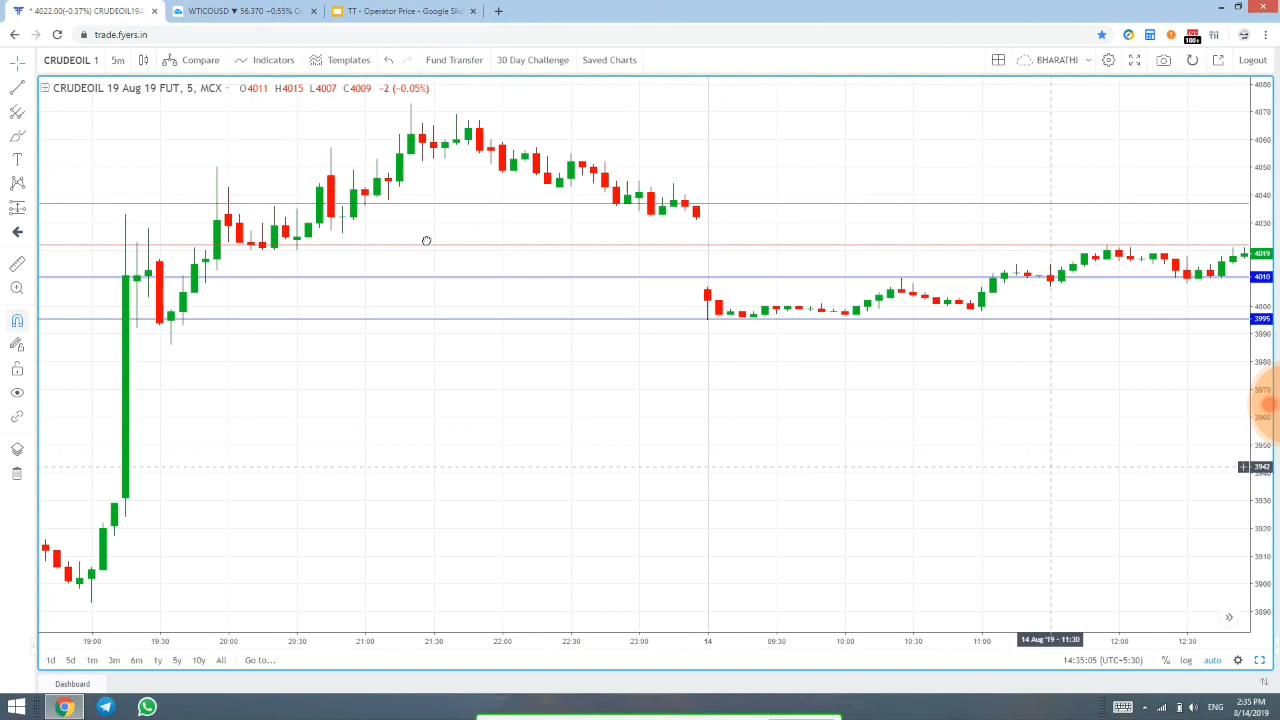 * 4022.00(-0.37%) CRUDEOIL19A
WTICOUSD ▼ 56.370 −0.55% C
TT - Operator Price - Google Slid
trade.fyers.in
100+
CRUDEOIL 1
5m
Compare
Indicators
Templates
Fund Transfer
30 Day Challenge
Saved Charts
BHARATHI
Logout
CRUDEOIL 19 Aug 19 FUT, 5, MCX
O4011 H4015 L4007 C4009 −2 (−0.05%)
4080
4070
4060
4050
4040
4030
4019
4010
4000
3995
3990
3980
3970
3960
3950
3942
3940
3930
3920
3910
3900
3890
19:00
19:30
20:00
20:30
21:00
21:30
22:00
22:30
23:00
14
09:30
10:00
10:30
11:00
14 Aug '19 - 11:30
12:00
12:30
1d
5d
1m
3m
6m
1y
5y
10y
All
Go to...
14:35:05 (UTC+5:30)
%
log
auto
Dashboard
ENG
2:35 PM
8/14/2019